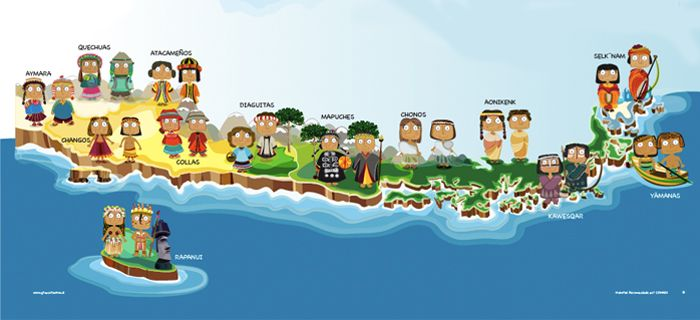 AYMARA
QUECHUAS
ATACAMEÑOS
CHANGOS
COLLAS
DIAGUITAS
MAPUCHES
CHONOS
AONIKENK
SELK´NAM
KAWESQAR
YÁMANAS
RAPANUI